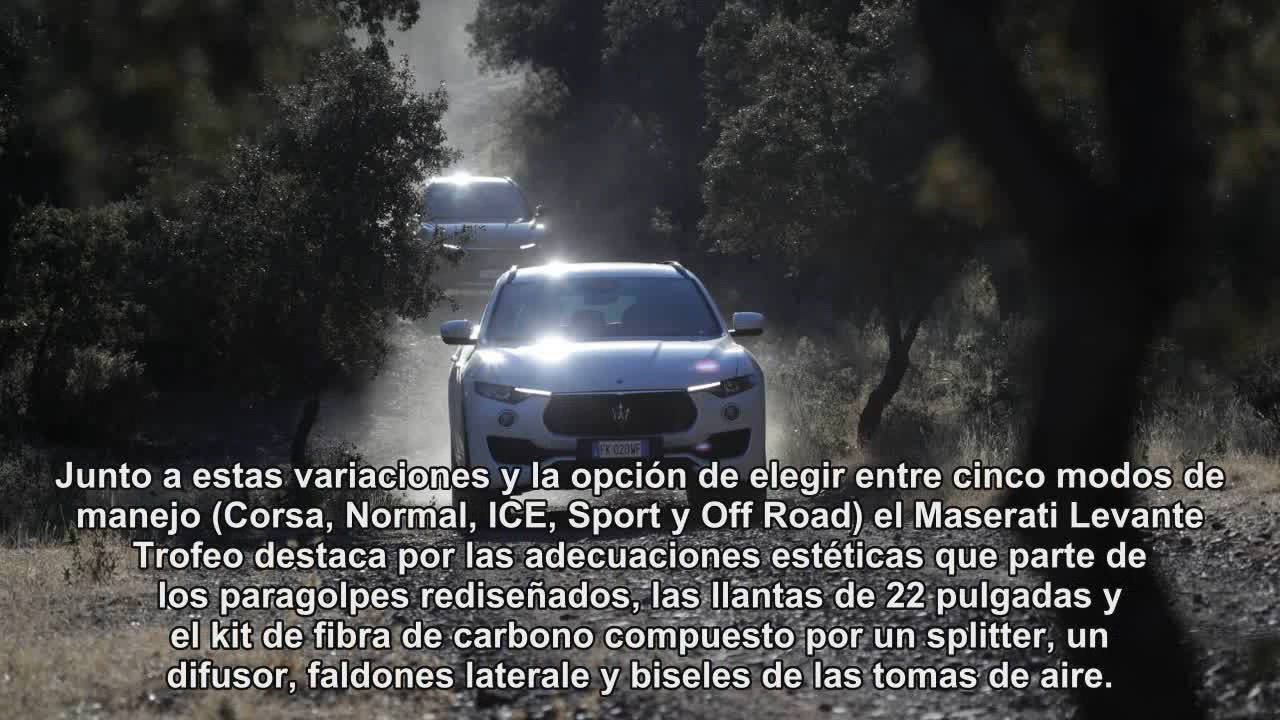 FK 020WF
Junto a estas variaciones y la opción de elegir entre cinco modos de
manejo (Corsa, Normal, ICE, Sport y Off Road) el Maserati Levante
Trofeo destaca por las adecuaciones estéticas que parte de
los paragolpes rediseñados, las llantas de 22 pulgadas y
el kit de fibra de carbono compuesto por un splitter, un
difusor, faldones laterale y biseles de las tomas de aire.